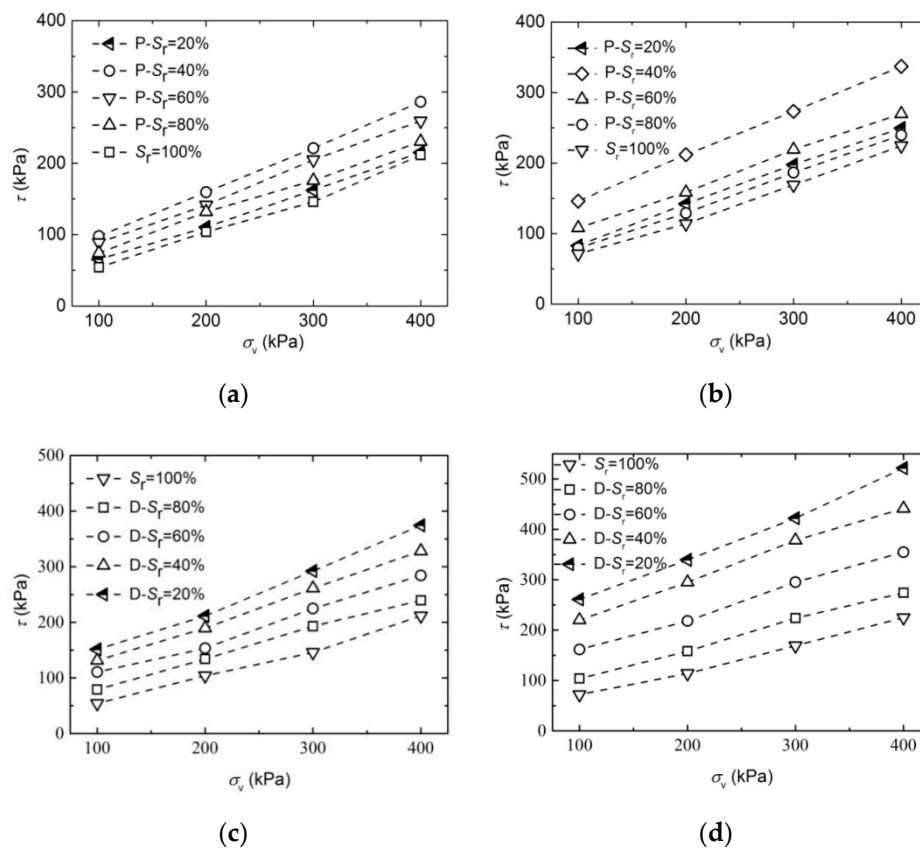 400
300
200
100
0
τ (kPa)
P-Sr=20%
P-Sr=40%
P-Sr=60%
P-Sr=80%
Sr=100%
100 200 300 400
σv (kPa)
(a)
400
300
200
100
0
τ (kPa)
P-Sr=20%
P-Sr=40%
P-Sr=60%
P-Sr=80%
Sr=100%
100 200 300 400
σv (kPa)
(b)
500
400
300
200
100
0
τ (kPa)
Sr=100%
D-Sr=80%
D-Sr=60%
D-Sr=40%
D-Sr=20%
100 200 300 400
σv (kPa)
(c)
500
400
300
200
100
0
τ (kPa)
Sr=100%
D-Sr=80%
D-Sr=60%
D-Sr=40%
D-Sr=20%
100 200 300 400
σv (kPa)
(d)